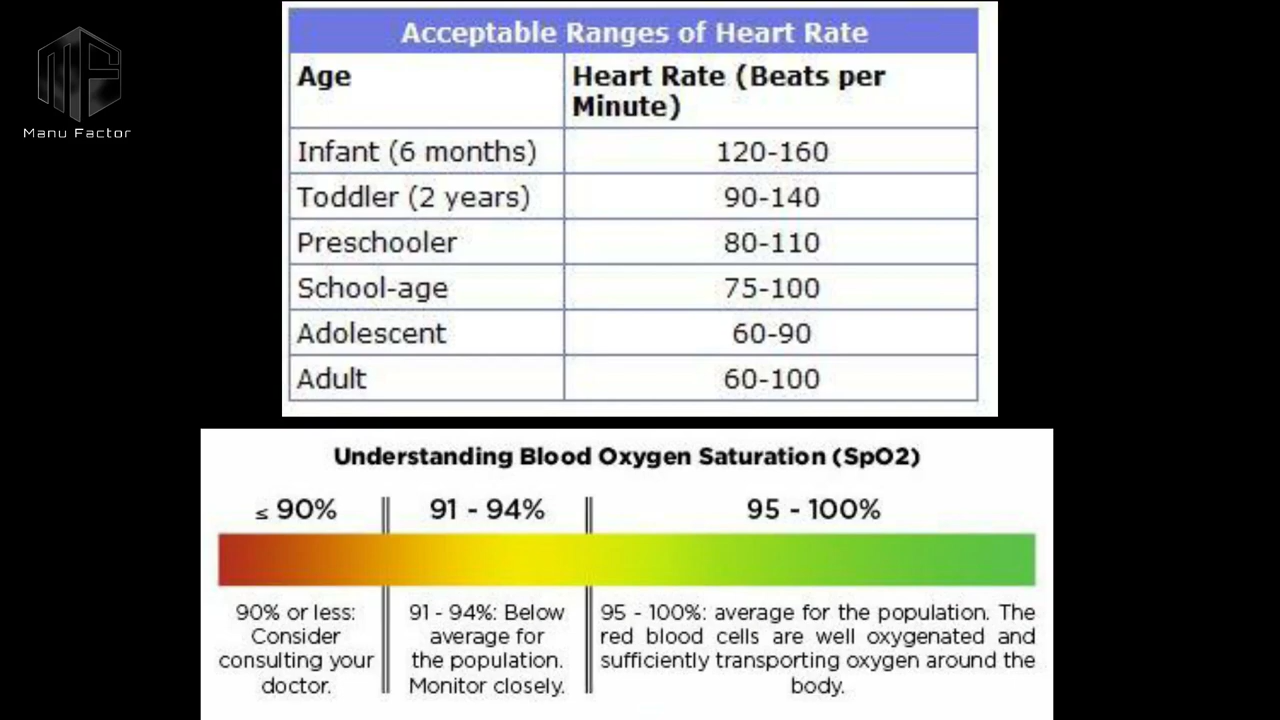 Manu Factor
Acceptable Ranges of Heart Rate
Age
Heart Rate (Beats per
Minute)
Infant (6 months)
120-160
Toddler (2 years)
90-140
Preschooler
80-110
School-age
75-100
Adolescent
60-90
Adult
60-100
Understanding Blood Oxygen Saturation (SpO2)
≤ 90%
91 - 94%
95 - 100%
90% or less:
Consider
consulting your
doctor.
91 - 94%: Below
average for
the population.
Monitor closely.
95 - 100%: average for the population. The
red blood cells are well oxygenated and
sufficiently transporting oxygen around the
body.